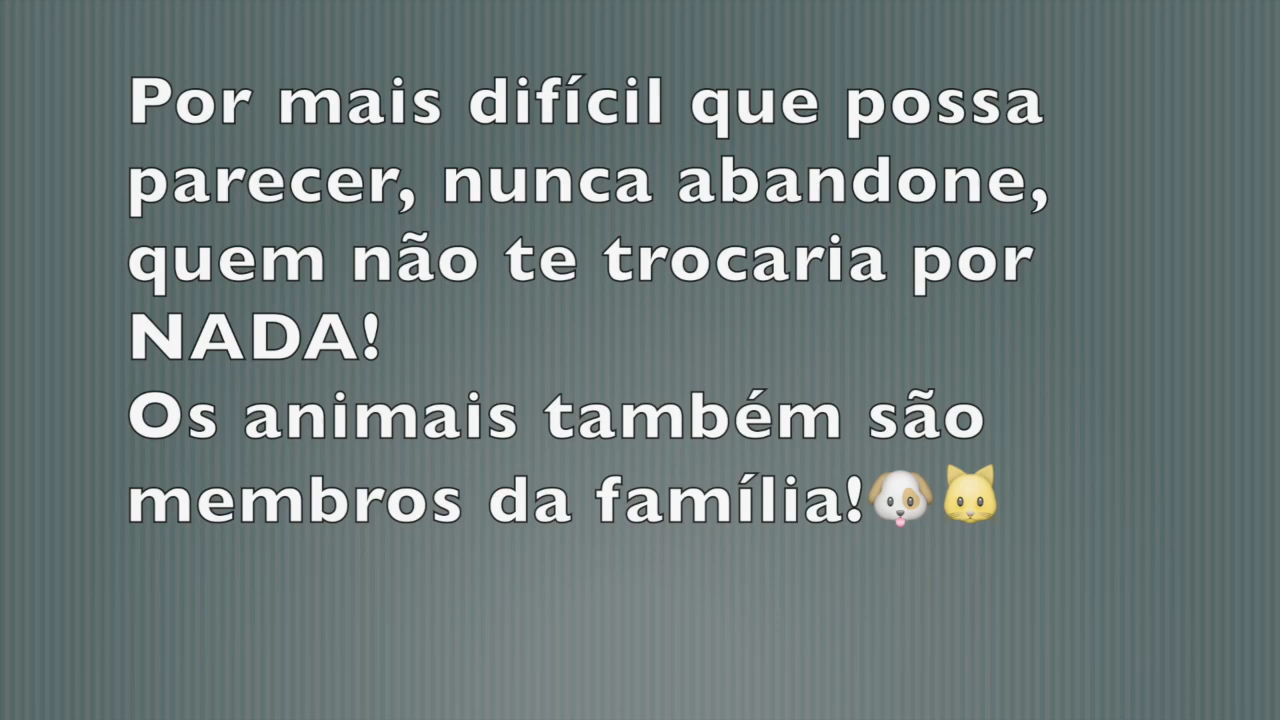 Por mais difícil que possa
parecer, nunca abandone,
quem não te trocaria por
NADA!
Os animais também são
membros da família!🐶🐱